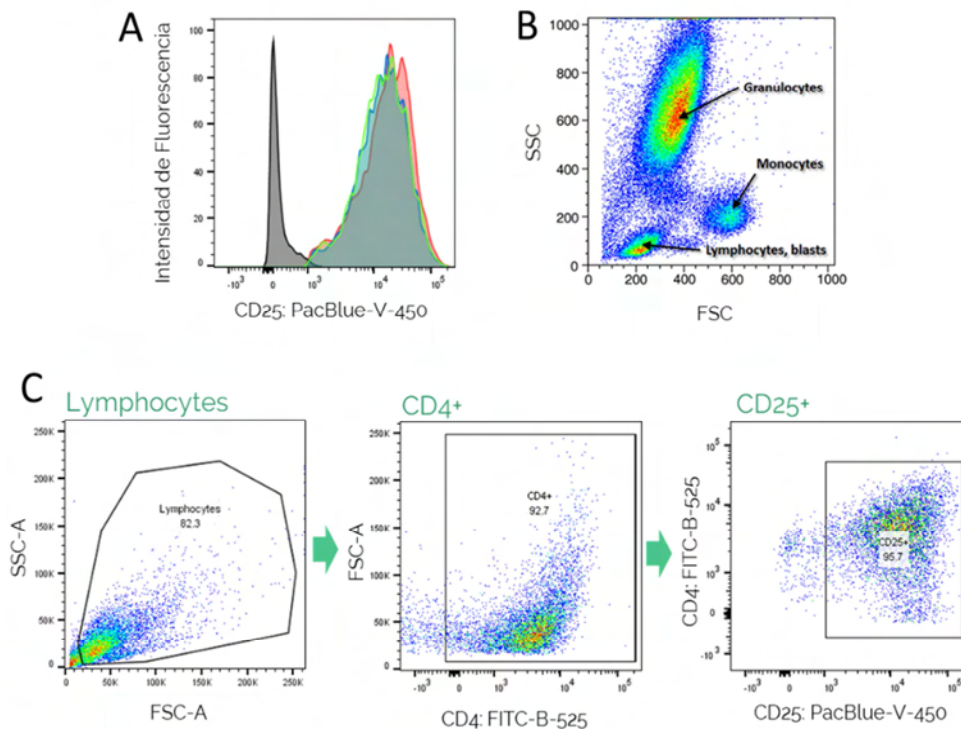 A
Intensidad de Fluorescencia
100
80
60
40
20
0
-10³ 0 10³ 10⁴ 10⁵
CD25: PacBlue-V-450
B
SSC
1000
800
600
400
200
0
Granulocytes
Monocytes
Lymphocytes, blasts
0 200 400 600 800 1000
FSC
C
Lymphocytes
SSC-A
250K
200K
150K
100K
50K
0
Lymphocytes
82.3
0 50K 100K 150K 200K 250K
FSC-A
CD4+
FSC-A
250K
200K
150K
100K
50K
0
CD4+
92.7
-10³ 0 10³ 10⁴ 10⁵
CD4: FITC-B-525
CD25+
CD4: FITC-B-525
10⁵
10⁴
10³
0
-10³
CD25+
95.7
-10³ 0 10³ 10⁴ 10⁵
CD25: PacBlue-V-450